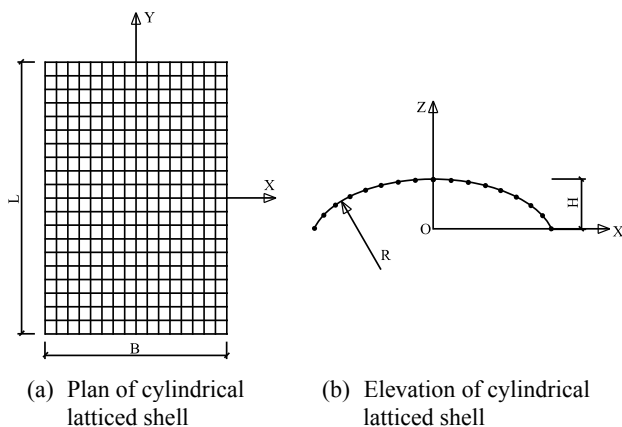 Y
X
L
B
(a) Plan of cylindrical
latticed shell
Z
H
O
X
R
(b) Elevation of cylindrical
latticed shell